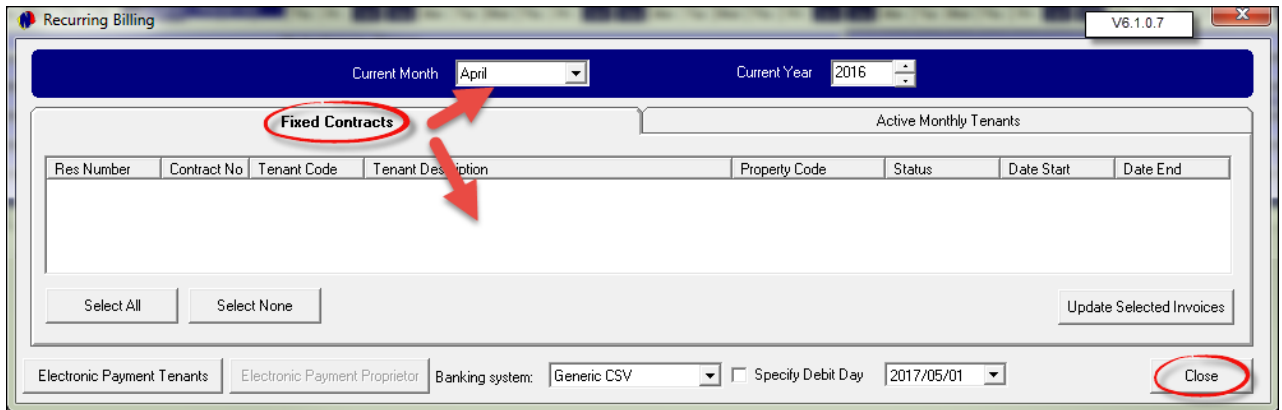 Recurring Billing
V6.1.0.7
X
Current Month April Current Year 2016
Fixed Contracts Active Monthly Tenants
Res Number Contract No Tenant Code Tenant Description Property Code Status Date Start Date End
Select All Select None Update Selected Invoices
Electronic Payment Tenants Electronic Payment Proprietor Banking system: Generic CSV Specify Debit Day 2017/05/01 Close